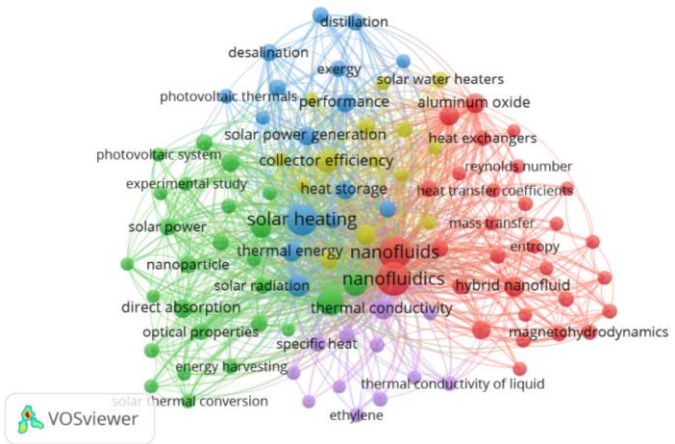 distillation
desalination
exergy
solar water heaters
photovoltaic thermals
performance
aluminum oxide
solar power generation
heat exchangers
photovoltaic system
collector efficiency
reynolds number
experimental study
heat storage
heat transfer coefficients
solar heating
solar power
mass transfer
thermal energy
nanofluids
entropy
nanoparticle
nanofluidics
solar radiation
hybrid nanofluid
direct absorption
thermal conductivity
optical properties
magnetohydrodynamics
specific heat
energy harvesting
thermal conductivity of liquid
solar thermal conversion
ethylene
VOSviewer